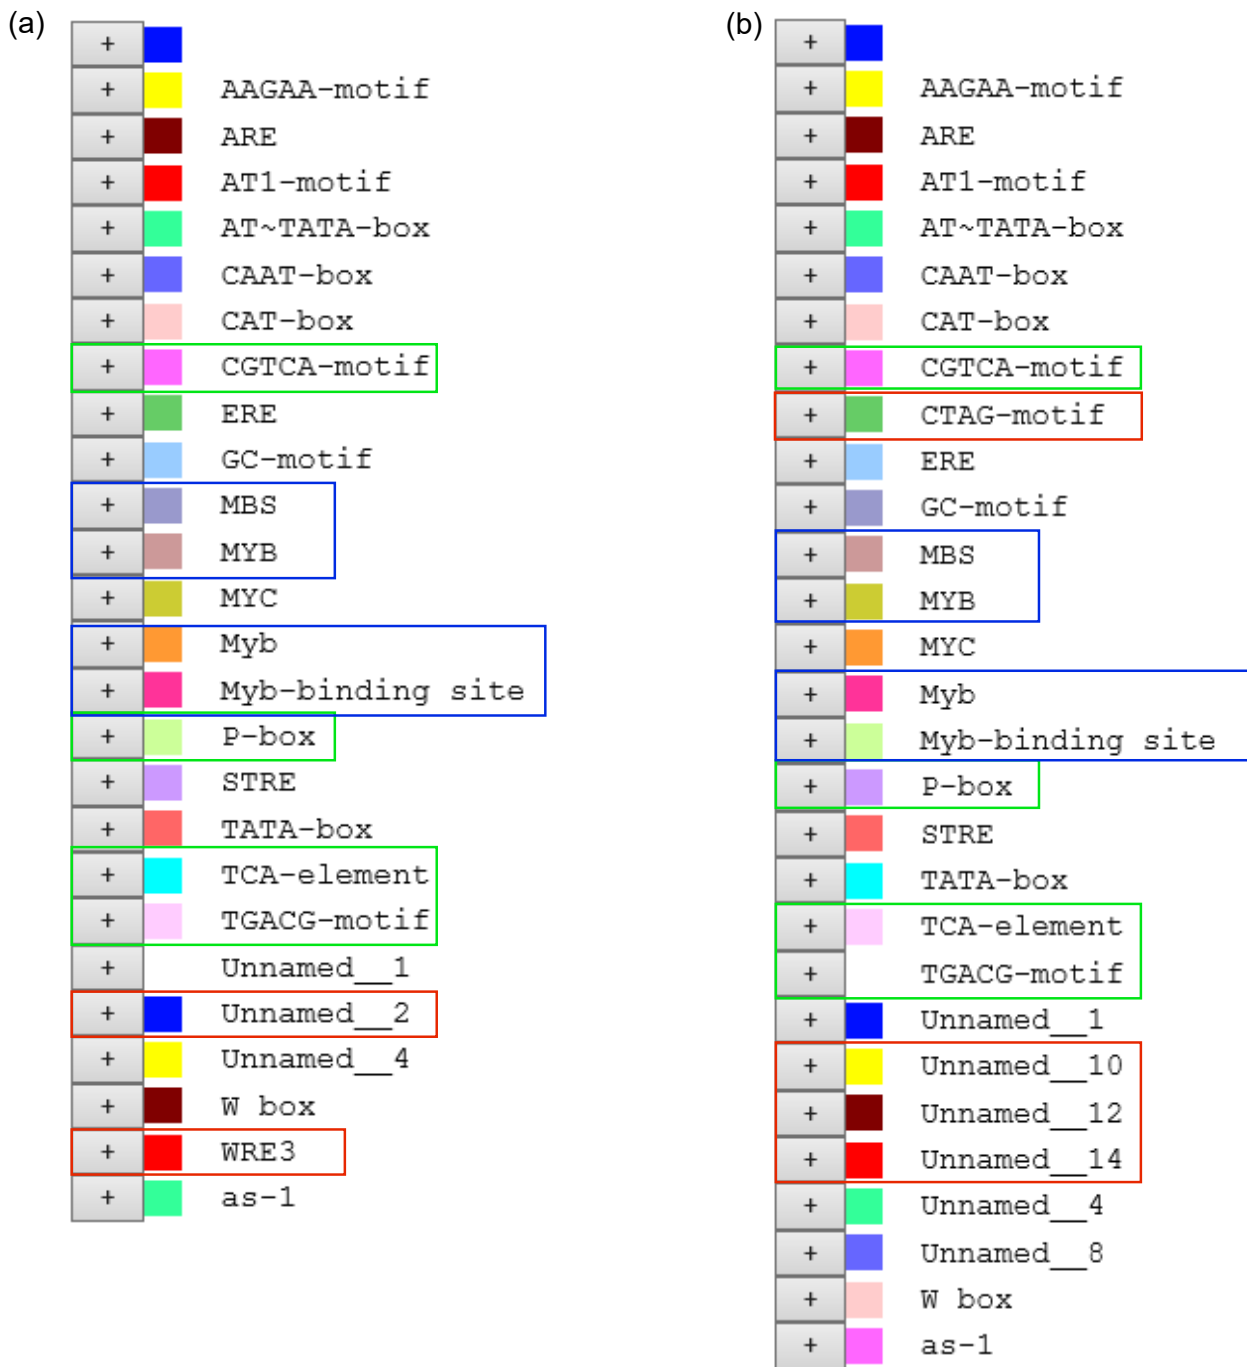 (a)
+
+ AAGAA-motif
+ ARE
+ AT1-motif
+ AT~TATA-box
+ CAAT-box
+ CAT-box
+ CGTCA-motif
+ ERE
+ GC-motif
+ MBS
+ MYB
+ MYC
+ Myb
+ Myb-binding site
+ P-box
+ STRE
+ TATA-box
+ TCA-element
+ TGACG-motif
+ Unnamed__1
+ Unnamed__2
+ Unnamed__4
+ W box
+ WRE3
+ as-1
(b)
+
+ AAGAA-motif
+ ARE
+ AT1-motif
+ AT~TATA-box
+ CAAT-box
+ CAT-box
+ CGTCA-motif
+ CTAG-motif
+ ERE
+ GC-motif
+ MBS
+ MYB
+ MYC
+ Myb
+ Myb-binding site
+ P-box
+ STRE
+ TATA-box
+ TCA-element
+ TGACG-motif
+ Unnamed__1
+ Unnamed__10
+ Unnamed__12
+ Unnamed__14
+ Unnamed__4
+ Unnamed__8
+ W box
+ as-1